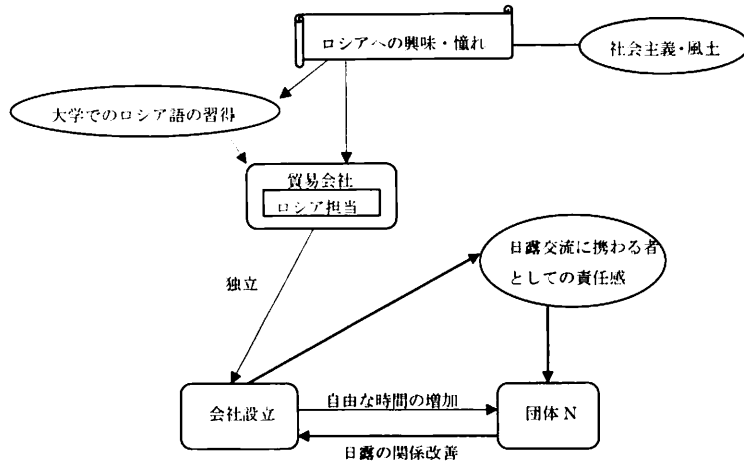 ロシアへの興味・憧れ
社会主義・風土
大学でのロシア語の習得
貿易会社
ロシア担当
日露交流に携わる者
としての責任感
独立
会社設立
自由な時間の増加
団体 N
日露の関係改善